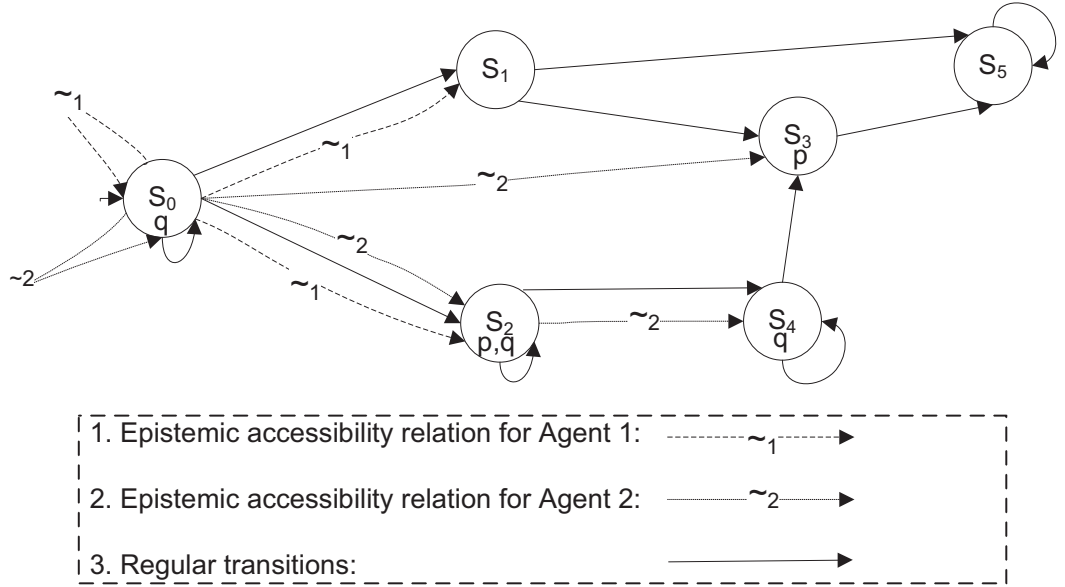 ~1
S0
q
~2
~1
~2
~2
~1
S1
S2
p,q
~2
S3
p
S4
q
S5
1. Epistemic accessibility relation for Agent 1: ~1
2. Epistemic accessibility relation for Agent 2: ~2
3. Regular transitions: